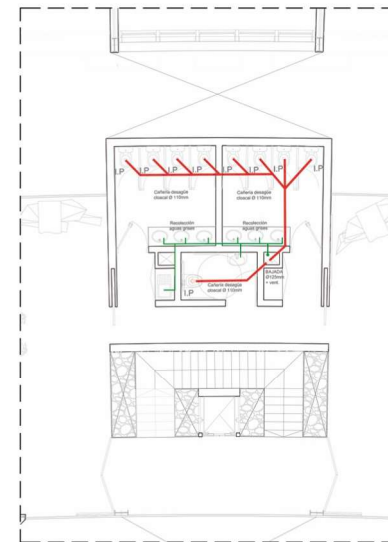 I.P
I.P
I.P
I.P
I.P
I.P
I.P
I.P
Cañería desagüe
cloacal Ø 110mm
Cañería desagüe
cloacal Ø 110mm
Recolección
aguas grises
Recolección
aguas grises
Cañería desagüe
cloacal Ø 110mm
BAJADA
Ø125mm
+ vent
I.P